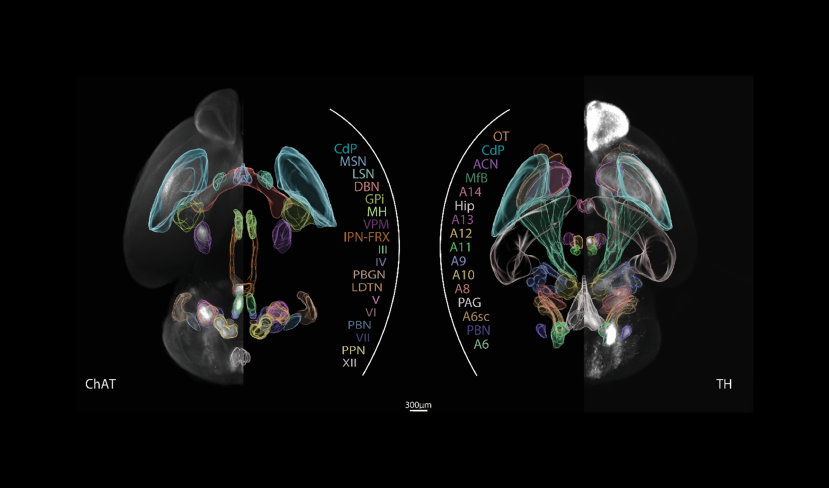 CdP
MSN
LSN
DBN
GPi
MH
VPM
IPN-FRX
III
IV
PBGN
LDTN
V
VI
PBN
VII
PPN
XII
OT
CdP
ACN
MfB
A14
Hip
A13
A12
A11
A9
A10
A8
PAG
A6sc
PBN
A6
ChAT
TH
300µm